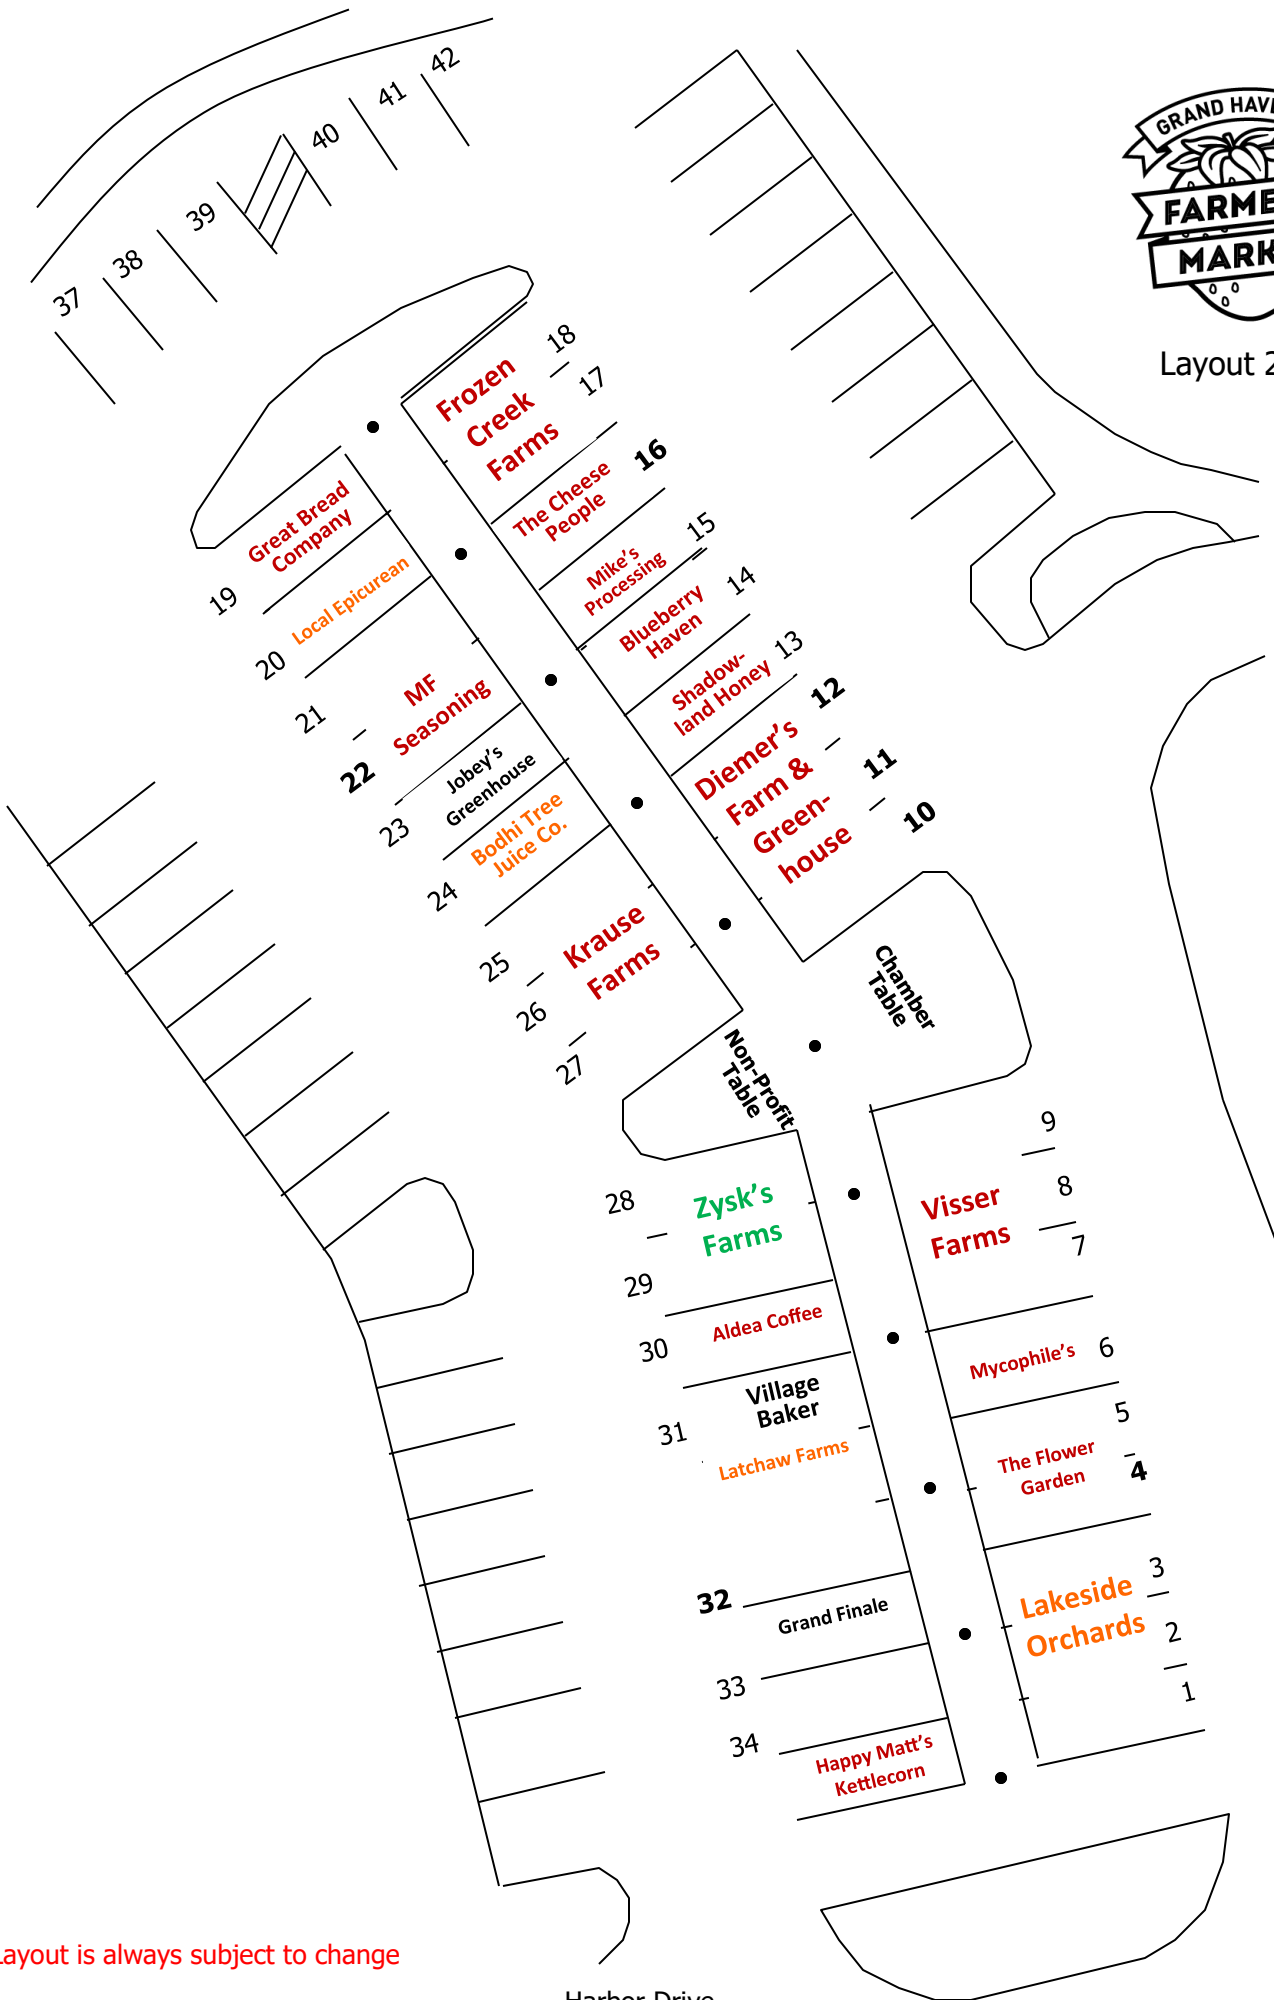 42
41
40
39
38
37
GRAND HAVE
FARME
MARK
Layout 2
18
17
Frozen
Creek
Farms
16
The Cheese
People
15
Mike's
Processing
14
Blueberry
Haven
13
Shadow-
land Honey
12
11
10
Diemer's
Farm &
Green-
house
Great Bread
Company
19
Local Epicurean
20
21
MF
Seasoning
22
Jobey's
Greenhouse
23
Bodhi Tree
Juice Co.
24
25
Krause
Farms
26
27
Chamber
Table
Non-Profit
Table
9
8
7
Visser
Farms
28
Zysk's
Farms
29
Aldea Coffee
30
Mycophile's
6
Village
Baker
31
Latchaw Farms
5
The Flower
Garden
4
32
Grand Finale
3
Lakeside
Orchards
2
1
33
34
Happy Matt's
Kettlecorn
Layout is always subject to change
Harbor Drive